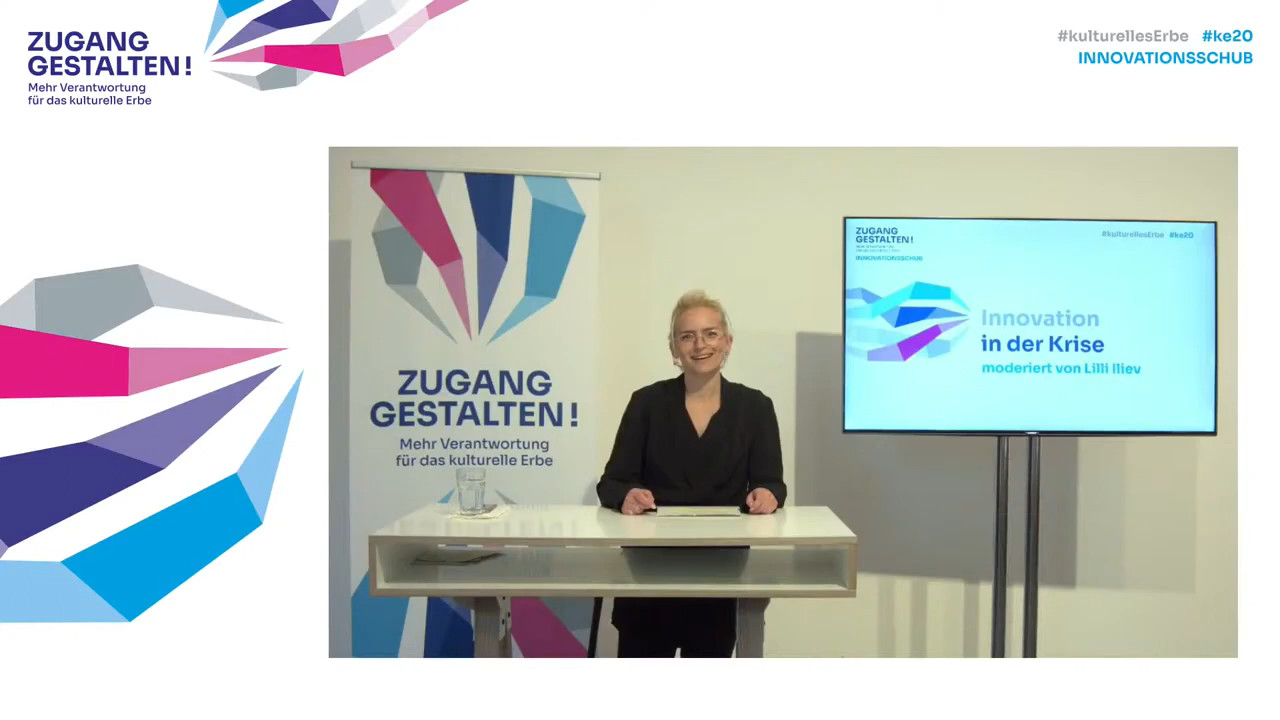 ZUGANG
GESTALTEN!
Mehr Verantwortung
für das kulturelle Erbe
#kulturellesErbe #ke20
INNOVATIONSSCHUB
ZUGANG
GESTALTEN!
Mehr Verantwortung
für das kulturelle Erbe
ZUGANG
GESTALTEN!
INNOVATIONSSCHUB
#kulturellesErbe #ke20
Innovation
in der Krise
moderiert von Lilli Iliev